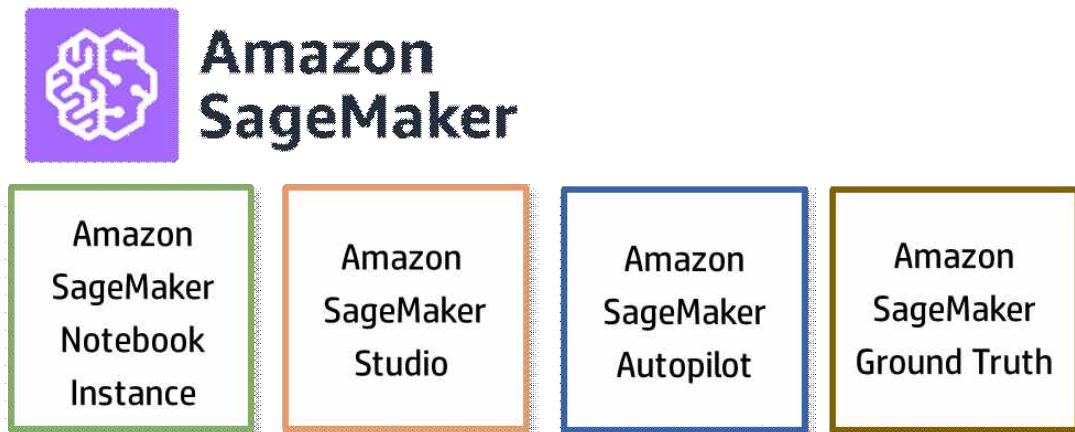 Amazon
SageMaker
Amazon
SageMaker
Notebook
Instance
Amazon
SageMaker
Studio
Amazon
SageMaker
Autopilot
Amazon
SageMaker
Ground Truth